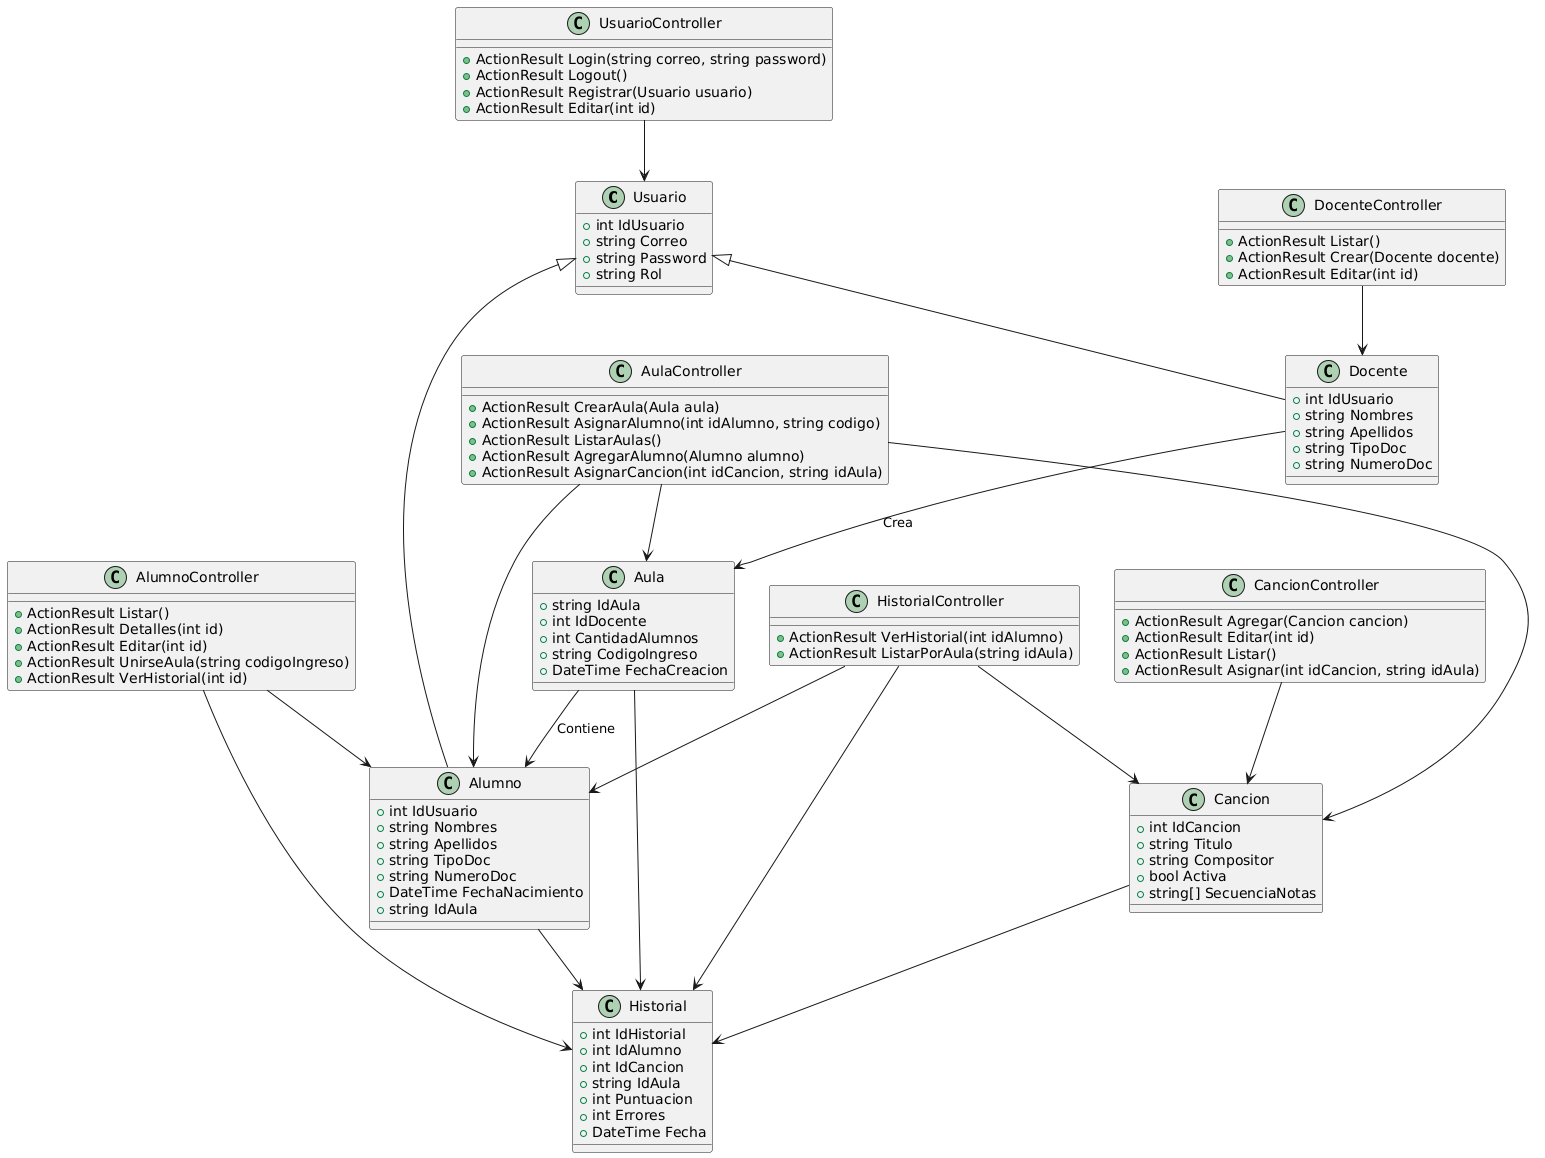 UsuarioController
ActionResult Login(string correo, string password)
ActionResult Logout()
ActionResult Registrar(Usuario usuario)
ActionResult Editar(int id)
Usuario
int IdUsuario
string Correo
string Password
string Rol
DocenteController
ActionResult Listar()
ActionResult Crear(Docente docente)
ActionResult Editar(int id)
AulaController
ActionResult CrearAula(Aula aula)
ActionResult AsignarAlumno(int idAlumno, string codigo)
ActionResult ListarAulas()
ActionResult AgregarAlumno(Alumno alumno)
ActionResult AsignarCancion(int idCancion, string idAula)
Docente
int IdUsuario
string Nombres
string Apellidos
string TipoDoc
string NumeroDoc
Crea
AlumnoController
ActionResult Listar()
ActionResult Detalles(int id)
ActionResult Editar(int id)
ActionResult UnirseAula(string codigoIngreso)
ActionResult VerHistorial(int id)
Aula
string IdAula
int IdDocente
int CantidadAlumnos
string CodigoIngreso
DateTime FechaCreacion
HistorialController
ActionResult VerHistorial(int idAlumno)
ActionResult ListarPorAula(string idAula)
CancionController
ActionResult Agregar(Cancion cancion)
ActionResult Editar(int id)
ActionResult Listar()
ActionResult Asignar(int idCancion, string idAula)
Contiene
Alumno
int IdUsuario
string Nombres
string Apellidos
string TipoDoc
string NumeroDoc
DateTime FechaNacimiento
string IdAula
Cancion
int IdCancion
string Titulo
string Compositor
bool Activa
string[] SecuenciaNotas
Historial
int IdHistorial
int IdAlumno
int IdCancion
string IdAula
int Puntuacion
int Errores
DateTime Fecha